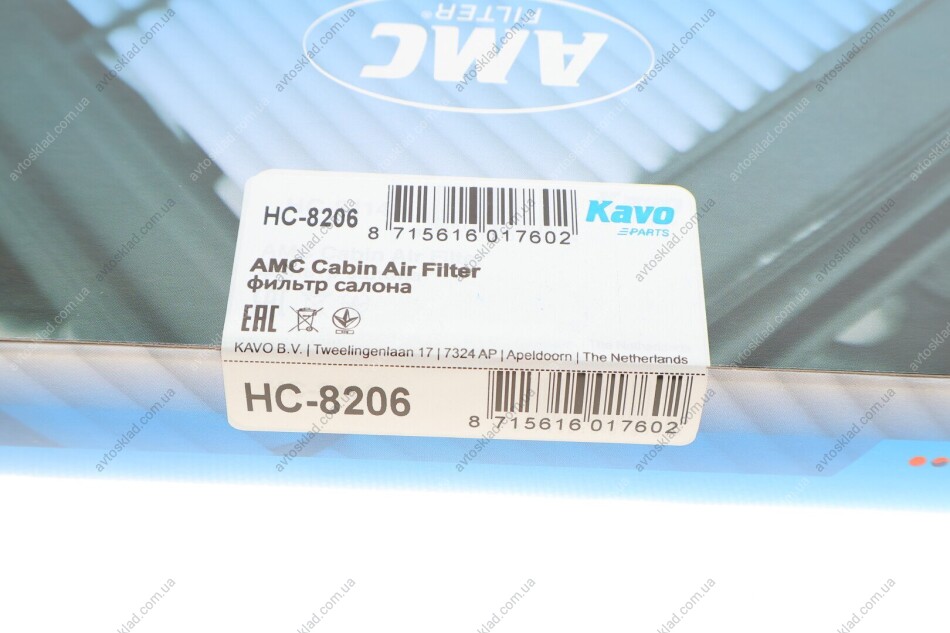 AMC
FILTER®
HC-8206
8 715616 017602
Kavo
PARTS
AMC Cabin Air Filter
фильтр салона
EAC
KAVO B.V. | Tweelingenlaan 17 | 7324 AP | Apeldoorn | The Netherlands
HC-8206
8 715616 017602
avtosklad.com.ua